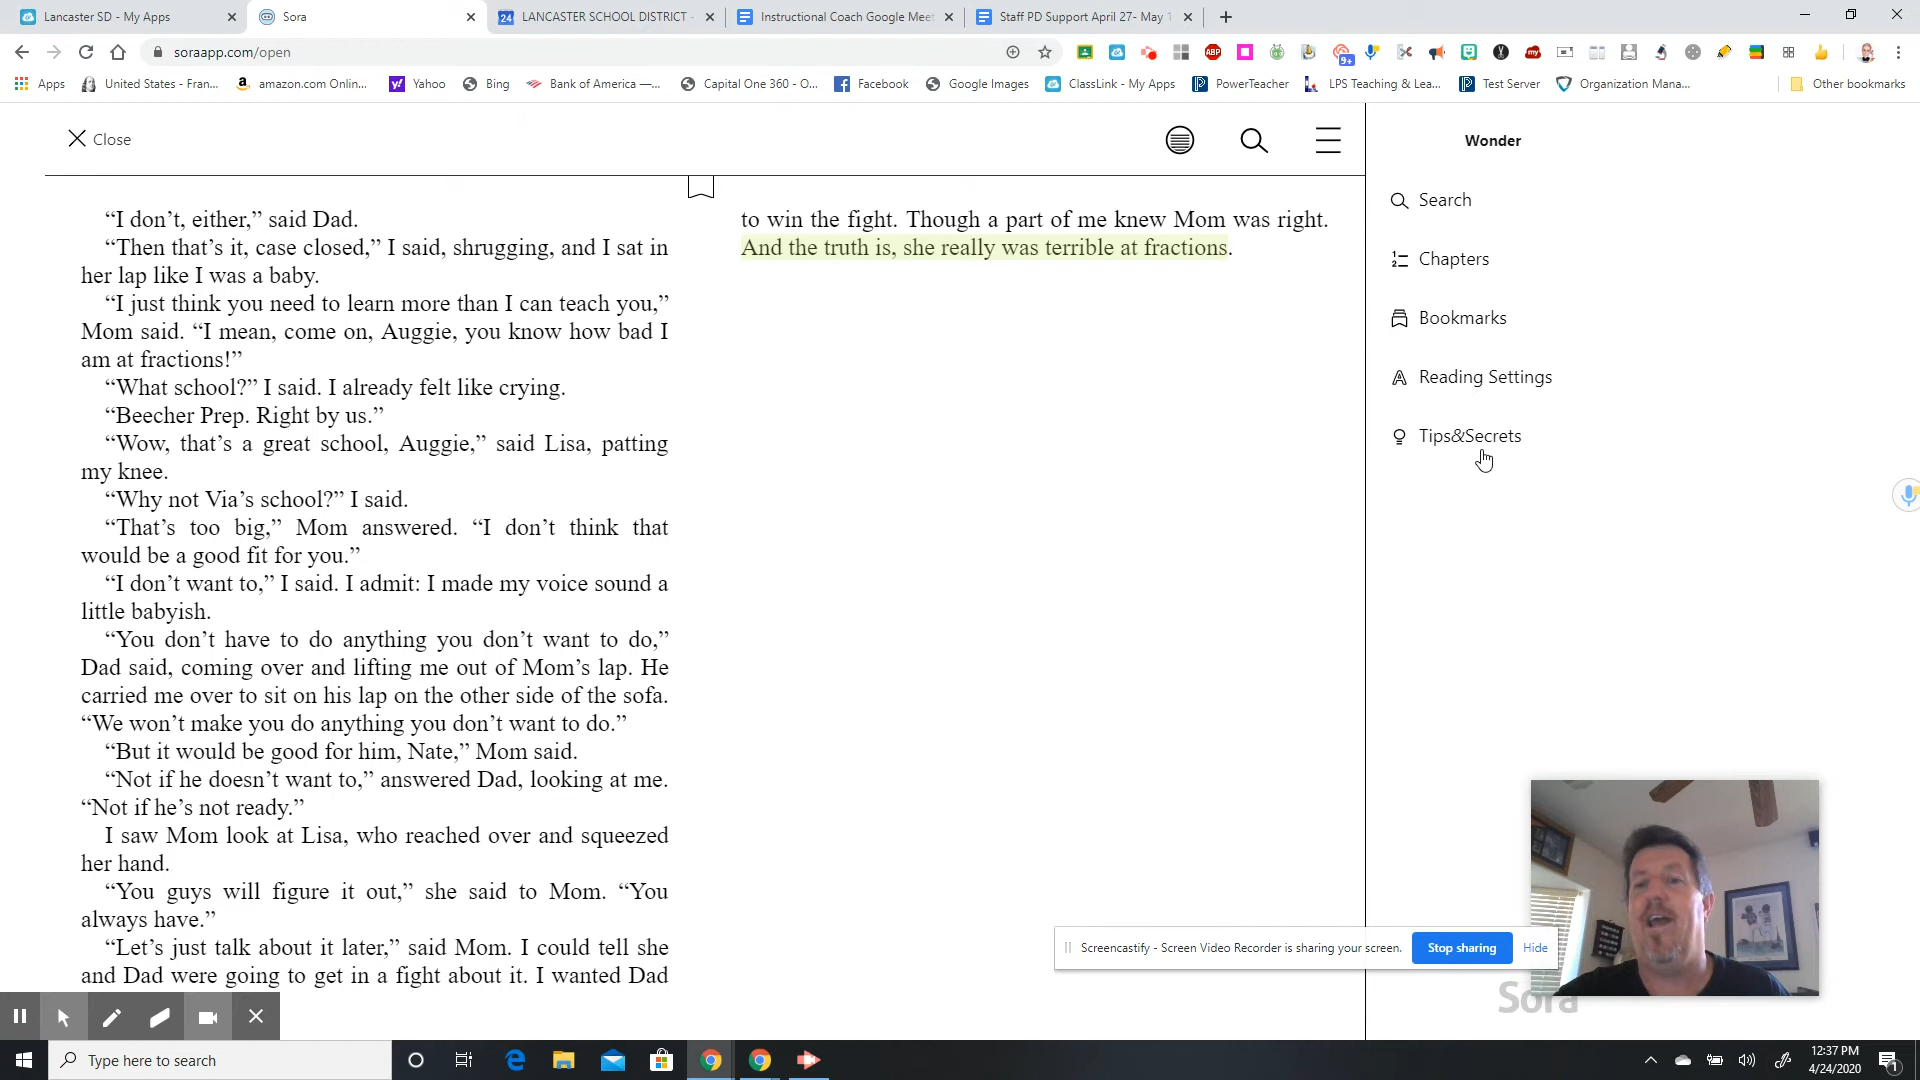 Lancaster SD - My Apps
Sora
LANCASTER SCHOOL DISTRICT -
Instructional Coach Google Meet
Staff PD Support April 27- May 1
soraapp.com/open
Apps
United States - Fran...
amazon.com Onlin...
Yahoo
Bing
Bank of America —...
Capital One 360 - O...
Facebook
Google Images
ClassLink - My Apps
PowerTeacher
LPS Teaching & Lea...
Test Server
Organization Mana...
Other bookmarks
Close
“I don’t, either,” said Dad.
“Then that’s it, case closed,” I said, shrugging, and I sat in
her lap like I was a baby.
“I just think you need to learn more than I can teach you,”
Mom said. “I mean, come on, Auggie, you know how bad I
am at fractions!”
“What school?” I said. I already felt like crying.
“Beecher Prep. Right by us.”
“Wow, that’s a great school, Auggie,” said Lisa, patting
my knee.
“Why not Via’s school?” I said.
“That’s too big,” Mom answered. “I don’t think that
would be a good fit for you.”
“I don’t want to,” I said. I admit: I made my voice sound a
little babyish.
“You don’t have to do anything you don’t want to do,”
Dad said, coming over and lifting me out of Mom’s lap. He
carried me over to sit on his lap on the other side of the sofa.
“We won’t make you do anything you don’t want to do.”
“But it would be good for him, Nate,” Mom said.
“Not if he doesn’t want to,” answered Dad, looking at me.
“Not if he’s not ready.”
I saw Mom look at Lisa, who reached over and squeezed
her hand.
“You guys will figure it out,” she said to Mom. “You
always have.”
“Let’s just talk about it later,” said Mom. I could tell she
and Dad were going to get in a fight about it. I wanted Dad
to win the fight. Though a part of me knew Mom was right.
And the truth is, she really was terrible at fractions.
Wonder
Search
Chapters
Bookmarks
Reading Settings
Tips&Secrets
Screencastify - Screen Video Recorder is sharing your screen.
Stop sharing
Hide
Sora
Type here to search
12:37 PM
4/24/2020